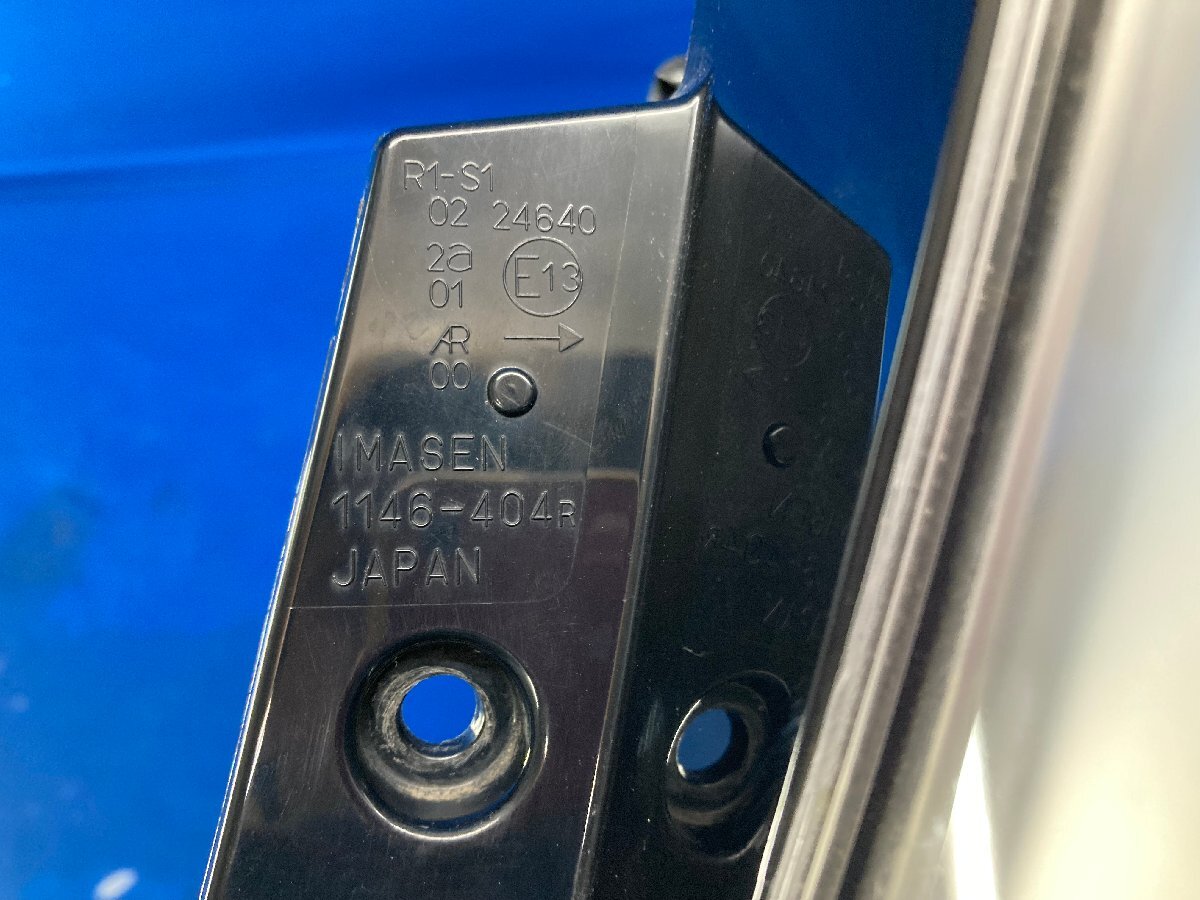 R1-S1
02 24640
2a E13
01
AR →
00
IMASEN
1146-404R
JAPAN